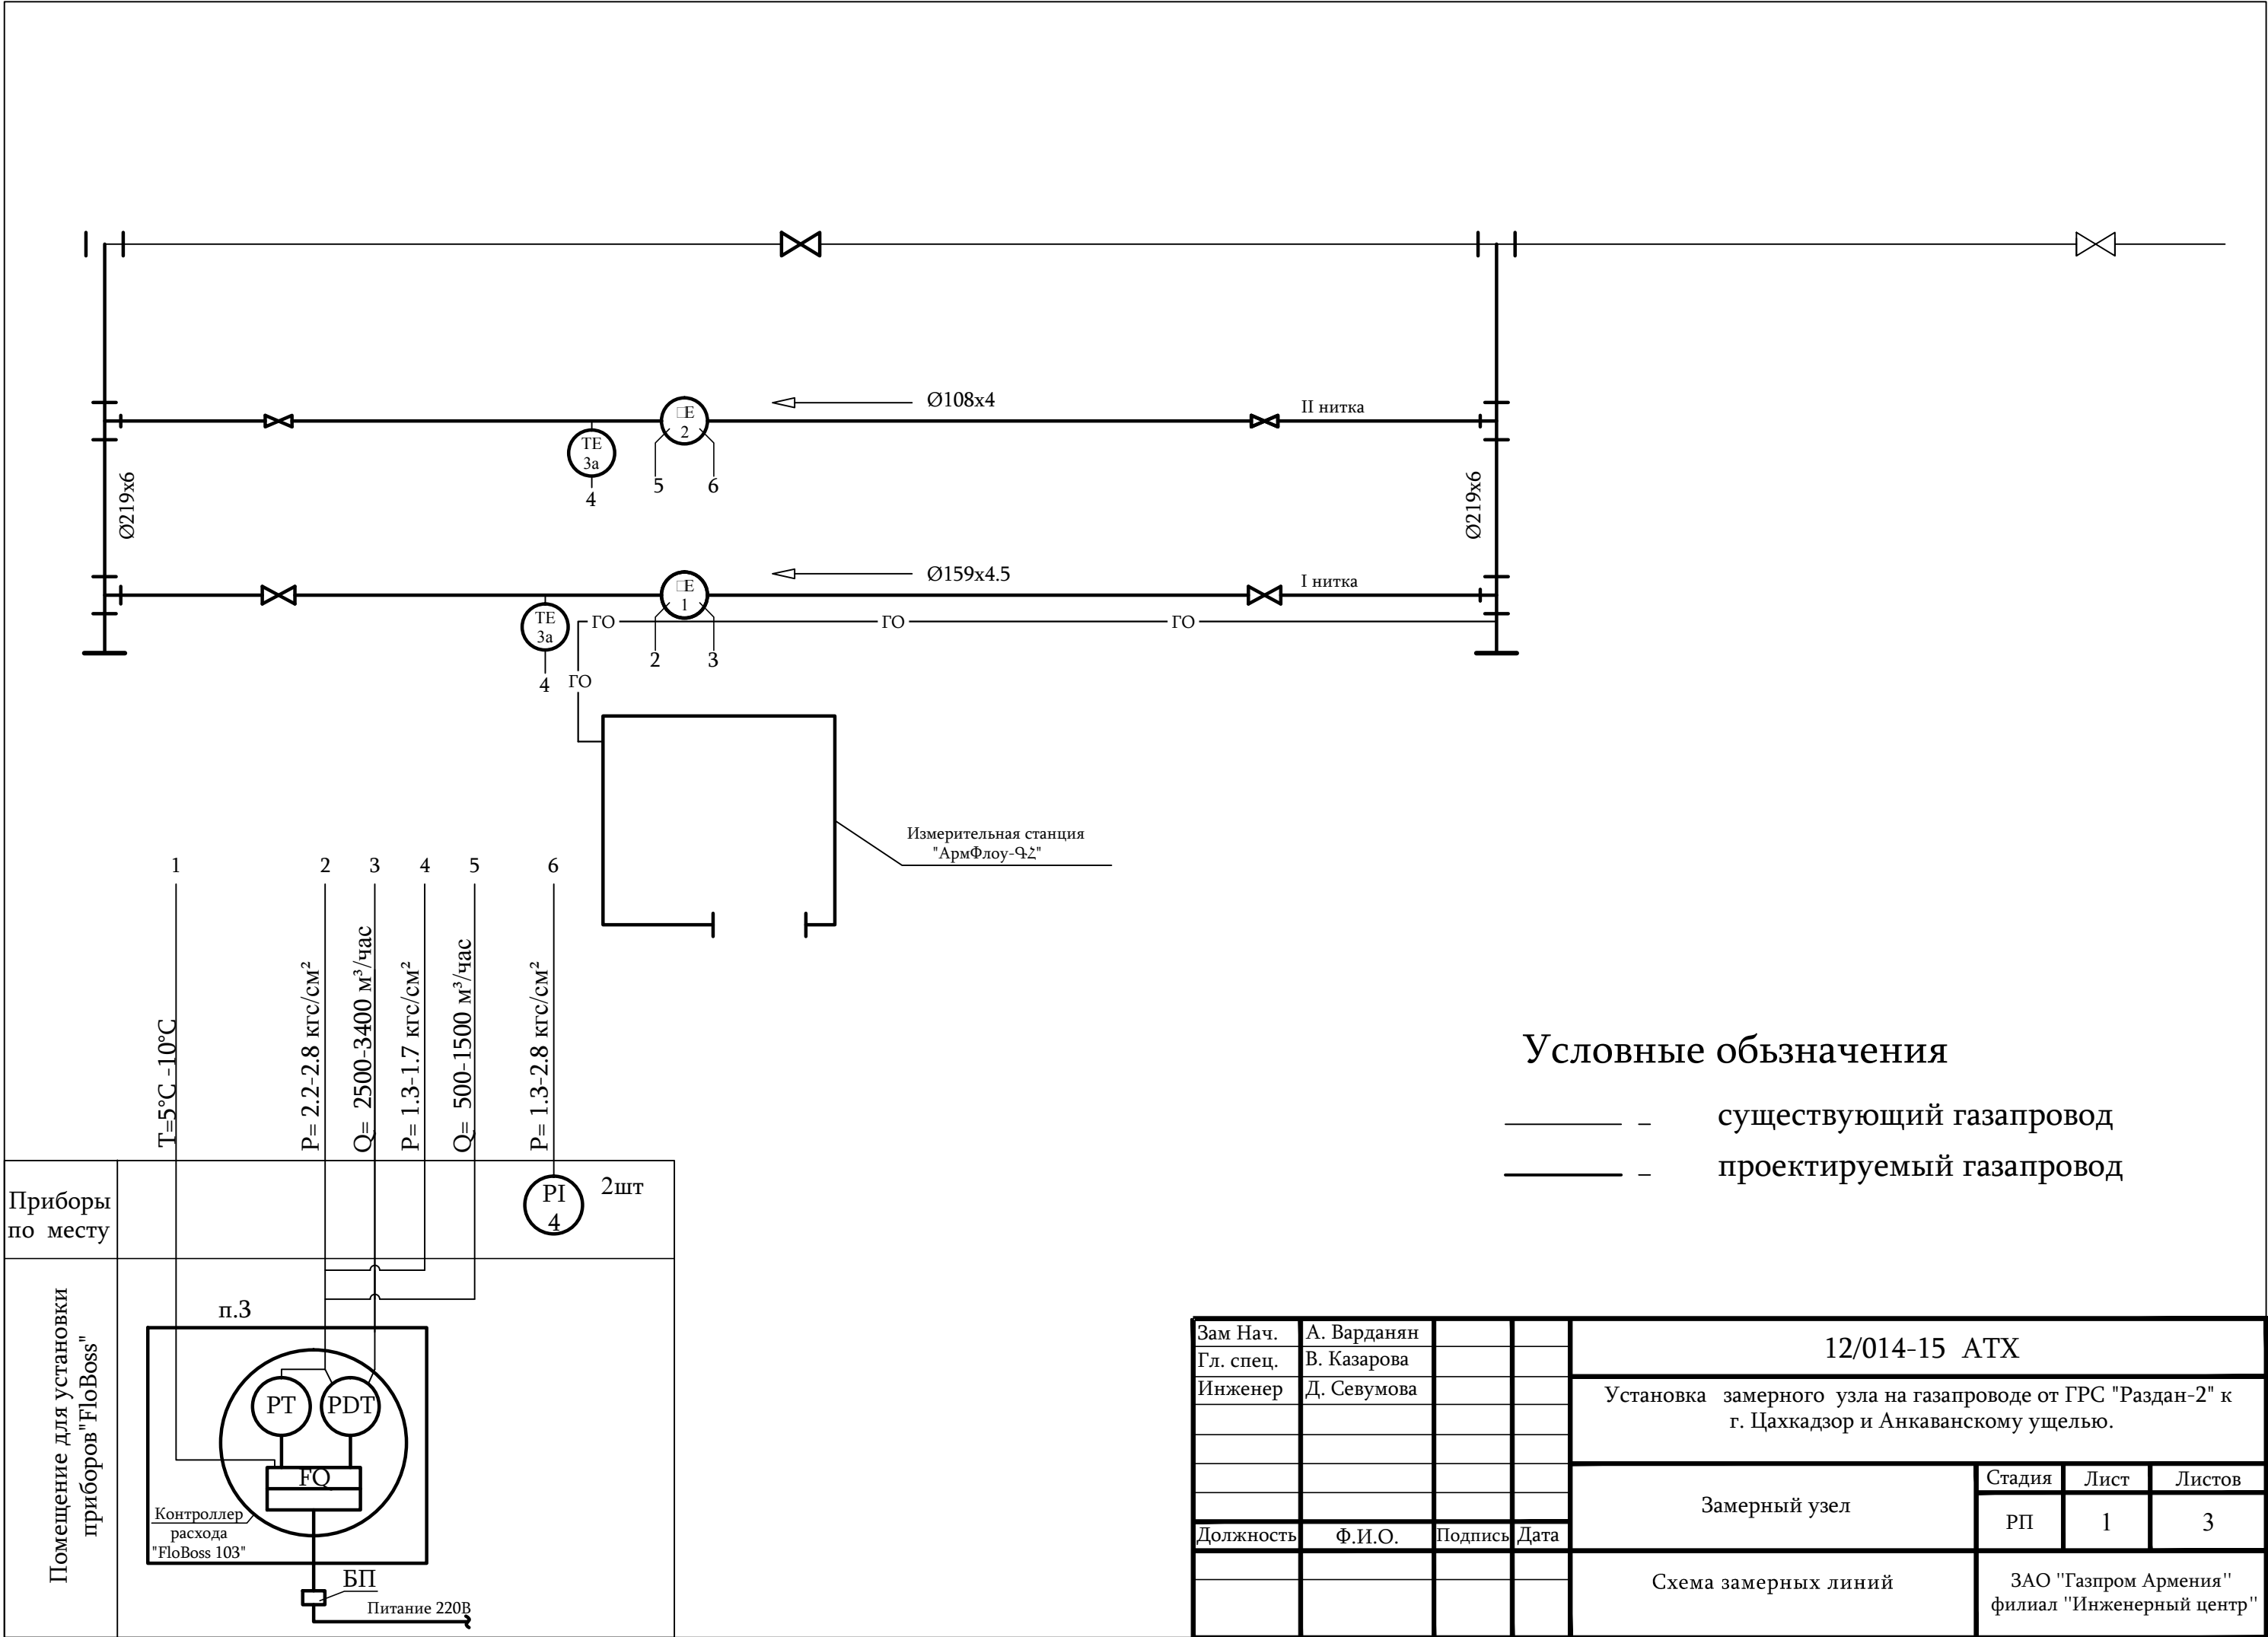 II нитка
Ø108x4
□E
2
TE
3a
4
5
6
Ø219x6
Ø219x6
I нитка
Ø159x4.5
□E
1
TE
3a
4
2
3
ГО
ГО
ГО
ГО
Измерительная станция
"АрмФлоу-ԳՀ"
1
2
3
4
5
6
T=5°C -10°C
P= 2.2-2.8 кгс/см²
Q= 2500-3400 м³/час
P= 1.3-1.7 кгс/см²
Q= 500-1500 м³/час
P= 1.3-2.8 кгс/см²
Приборы
по месту
PI
4
2шт
Помещение для установки
приборов"FloBoss"
п.3
PT
PDT
FQ
Контроллер
расхода
"FloBoss 103"
БП
Питание 220В
Условные обьзначения
– существующий газапровод
– проектируемый газапровод
Зам Нач. А. Варданян
Гл. спец. В. Казарова
Инженер Д. Севумова
Должность Ф.И.О. Подпись Дата
12/014-15 АТХ
Установка замерного узла на газапроводе от ГРС "Раздан-2" к
г. Цахкадзор и Анкаванскому ущелью.
Замерный узел
Стадия Лист Листов
РП 1 3
Схема замерных линий
ЗАО "Газпром Армения"
филиал "Инженерный центр"